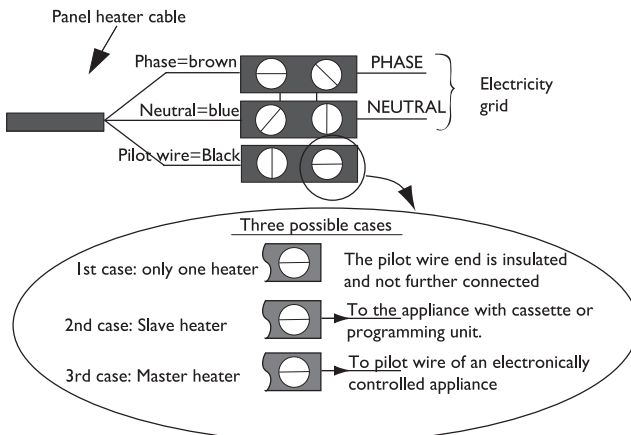 Panel heater cable
Phase=brown
PHASE
Neutral=blue
NEUTRAL
Electricity
grid
Pilot wire=Black
Three possible cases
1st case: only one heater
The pilot wire end is insulated
and not further connected
2nd case: Slave heater
To the appliance with cassette or
programming unit.
3rd case: Master heater
To pilot wire of an electronically
controlled appliance